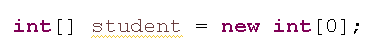 int[] student = new int[0];